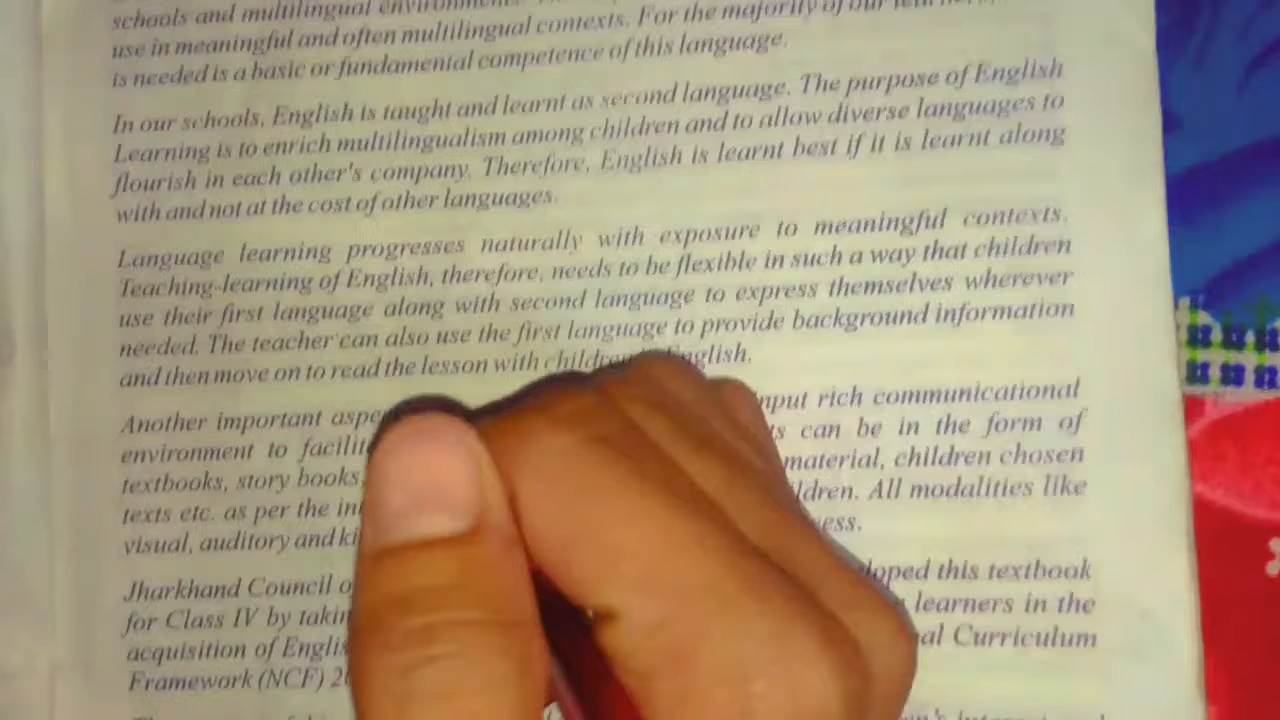 schools and multilingual
use in meaningful and often multilingual contexts. For the majority of our
is needed is a basic or fundamental competence of this language.
In our schools, English is taught and learnt as second language. The purpose of English
Learning is to enrich multilingualism among children and to allow diverse languages to
flourish in each other's company. Therefore, English is learnt best if it is learnt along
with and not at the cost of other languages.
Language learning progresses naturally with exposure to meaningful contexts.
Teaching-learning of English, therefore, needs to be flexible in such a way that children
use their first language along with second language to express themselves wherever
needed. The teacher can also use the first language to provide background information
and then move on to read the lesson with children English.
Another important input rich communicational
environment to can be in the form of
textbooks, story books, material, children chosen
texts etc. as per the All modalities like
visual, auditory and
Jharkhand Council this textbook
for Class IV by learners in the
acquisition of Curriculum
Framework (NCF)